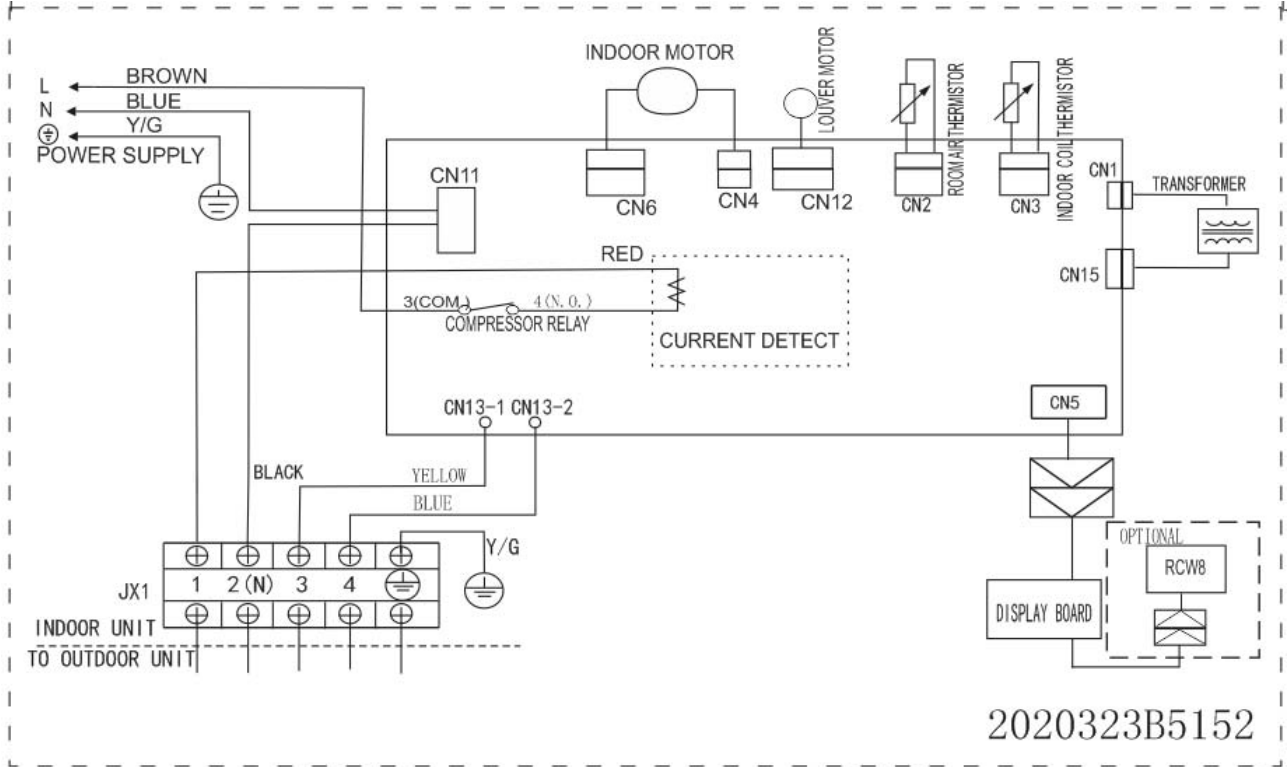 INDOOR MOTOR
LOUVER MOTOR
ROOM AIR THERMISTOR
INDOOR COIL THERMISTOR
L
BROWN
N
BLUE
Y/G
POWER SUPPLY
CN11
CN6
CN4
CN12
CN2
CN3
CN1
TRANSFORMER
CN15
RED
3(COM.)
4(N.O.)
COMPRESSOR RELAY
CURRENT DETECT
CN13-1 CN13-2
CN5
BLACK
YELLOW
BLUE
Y/G
JX1
1 2(N) 3 4
INDOOR UNIT
TO OUTDOOR UNIT
OPTIONAL
RCW8
DISPLAY BOARD
2020323B5152